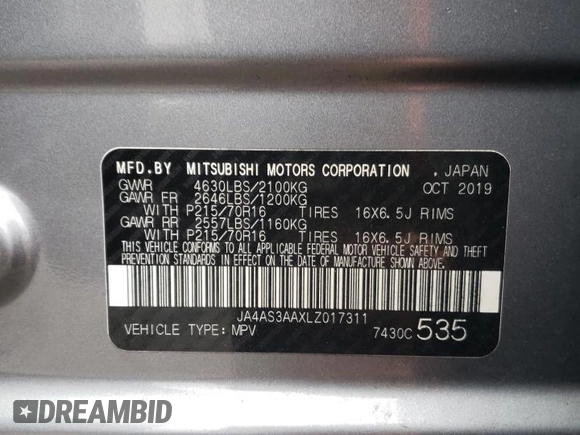 MFD.BY MITSUBISHI MOTORS CORPORATION , JAPAN
GVWR 4630LBS/2100KG OCT 2019
GAWR FR 2646LBS/1200KG
WITH P215/70R16 TIRES 16X6.5J RIMS
GAWR RR 2557LBS/1160KG
WITH P215/70R16 TIRES 16X6.5J RIMS
THIS VEHICLE CONFORMS TO ALL APPLICABLE FEDERAL MOTOR VEHICLE SAFETY AND THEFT
PREVENTION STANDARDS IN EFFECT ON THE DATE OF MANUFACTURE SHOWN ABOVE.
JA4AS3AAXLZ017311
VEHICLE TYPE: MPV 7430C 535
DREAMBID